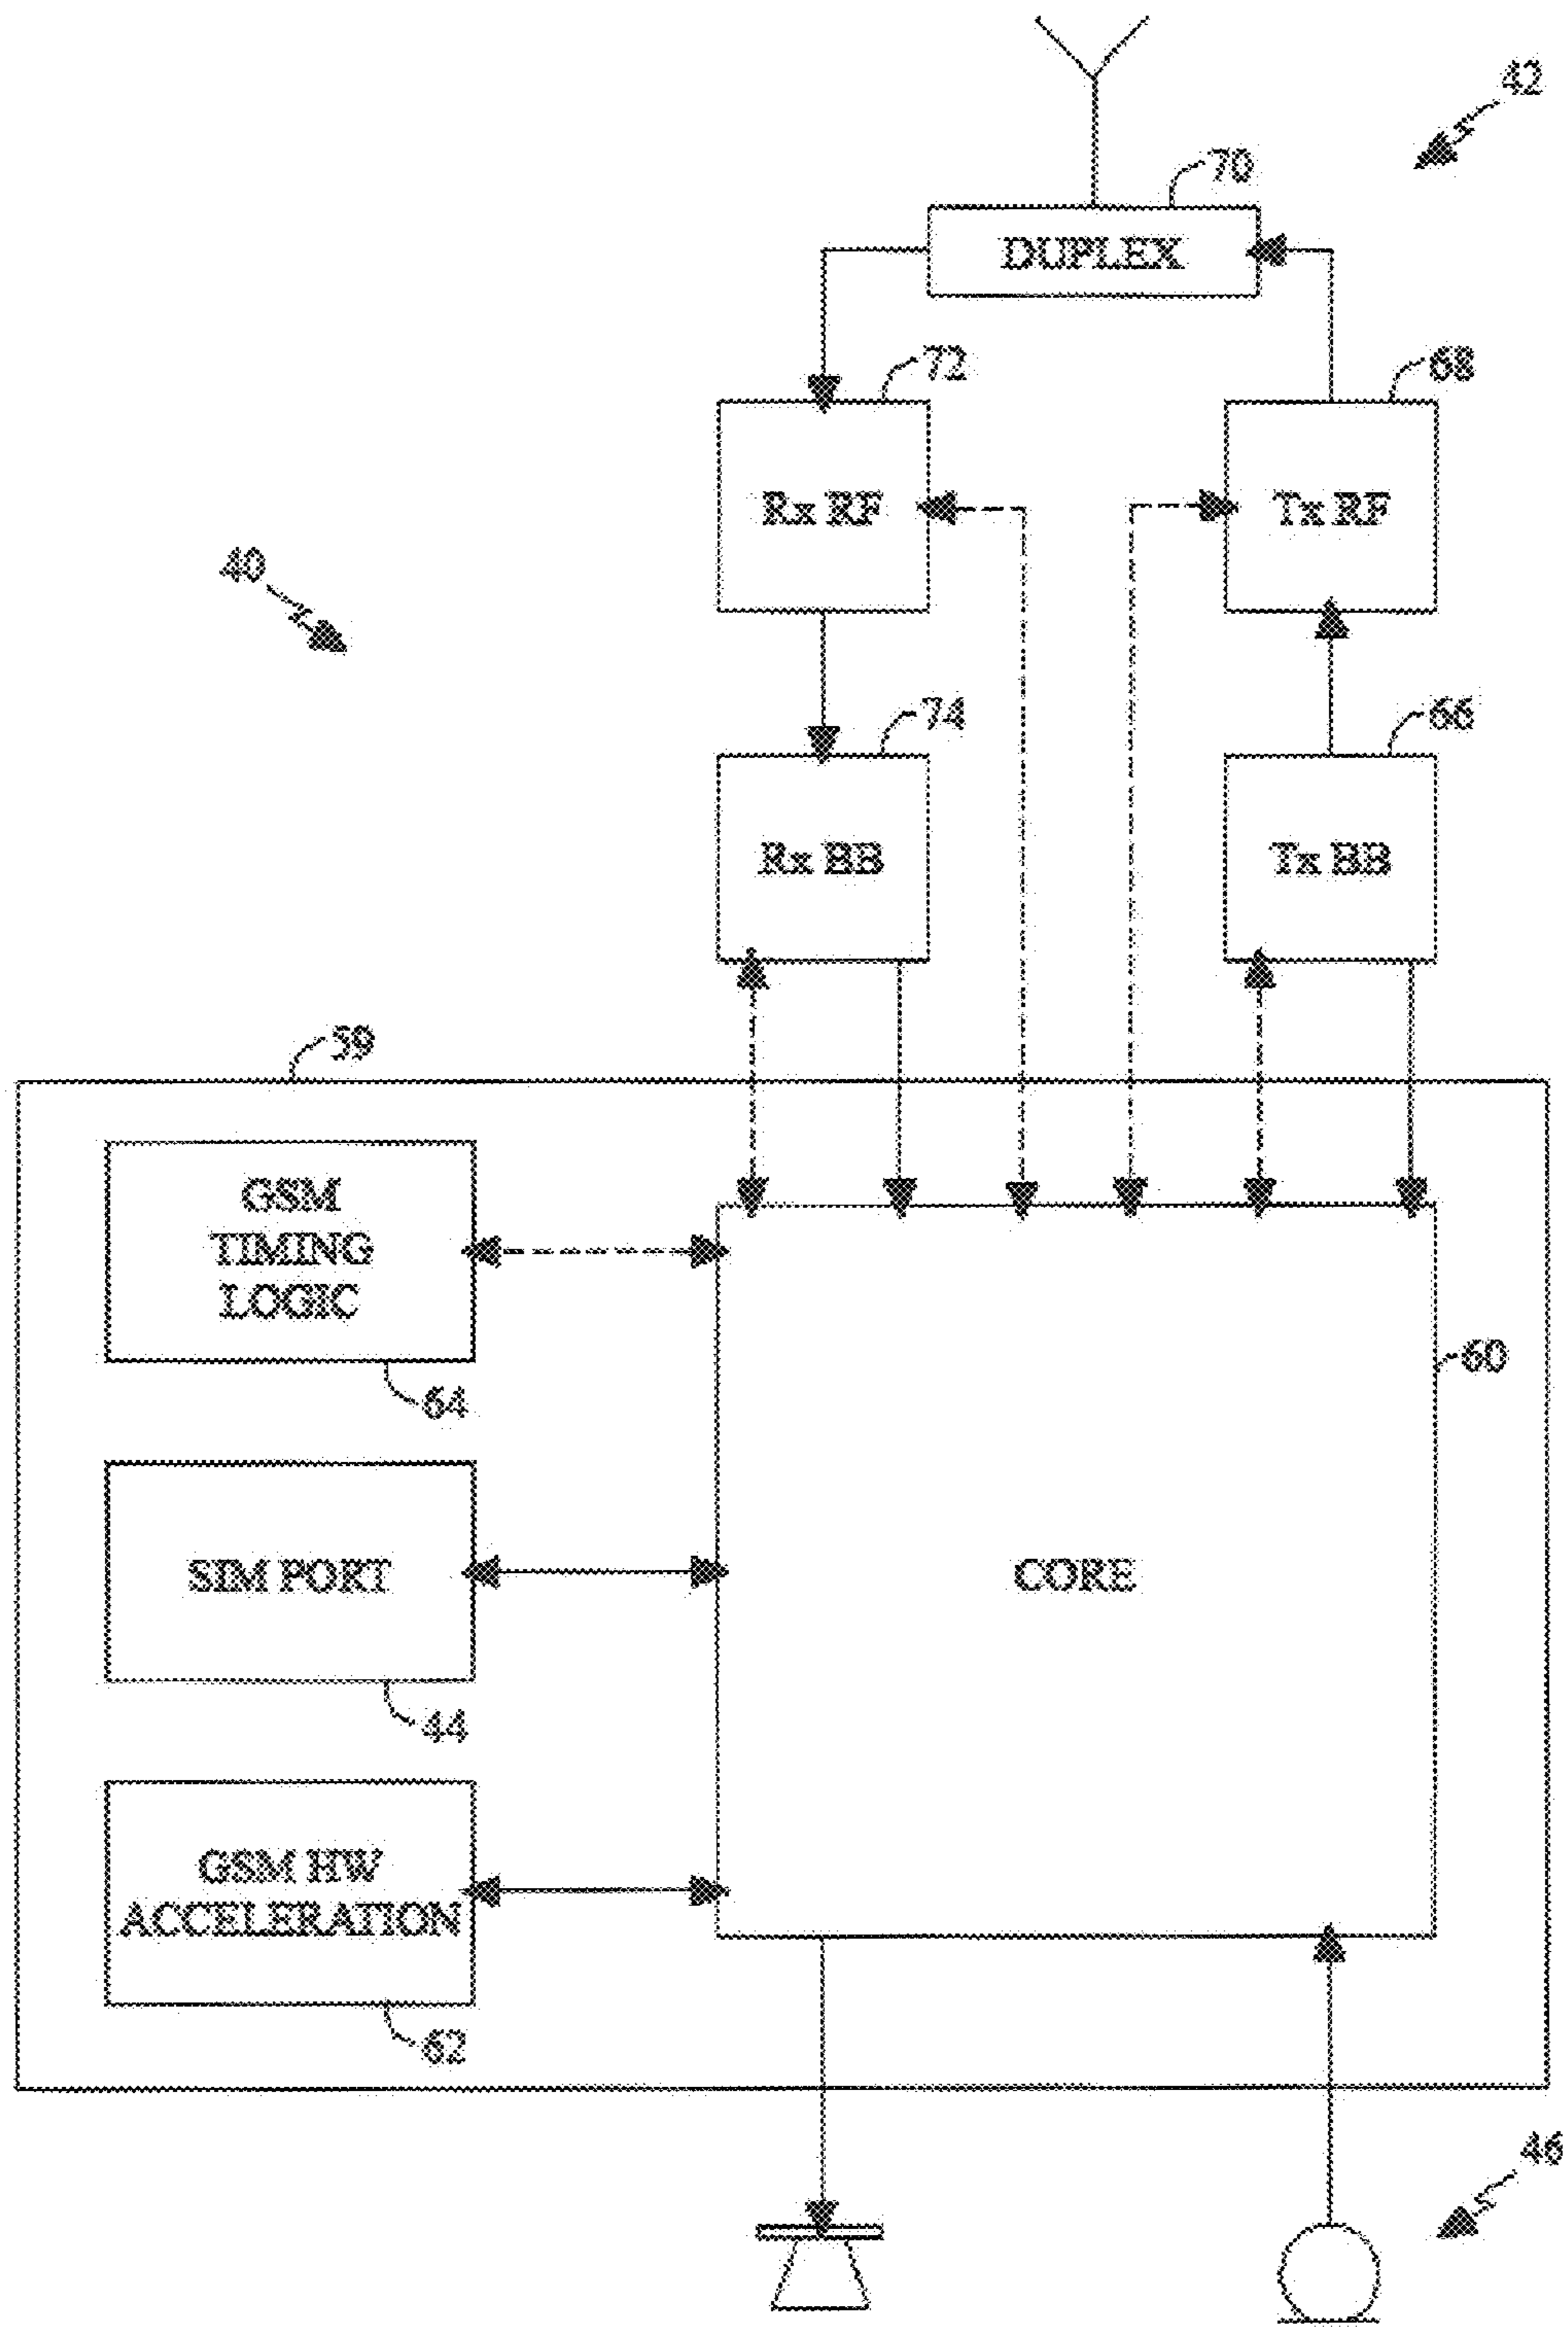 42
70
DUPLEX
72
68
Rx RF
Tx RF
40
74
66
Rx BB
Tx BB
59
GSM
TIMING
LOGIC
60
64
SIM PORT
CORE
44
GSM HW
ACCELERATION
62
46